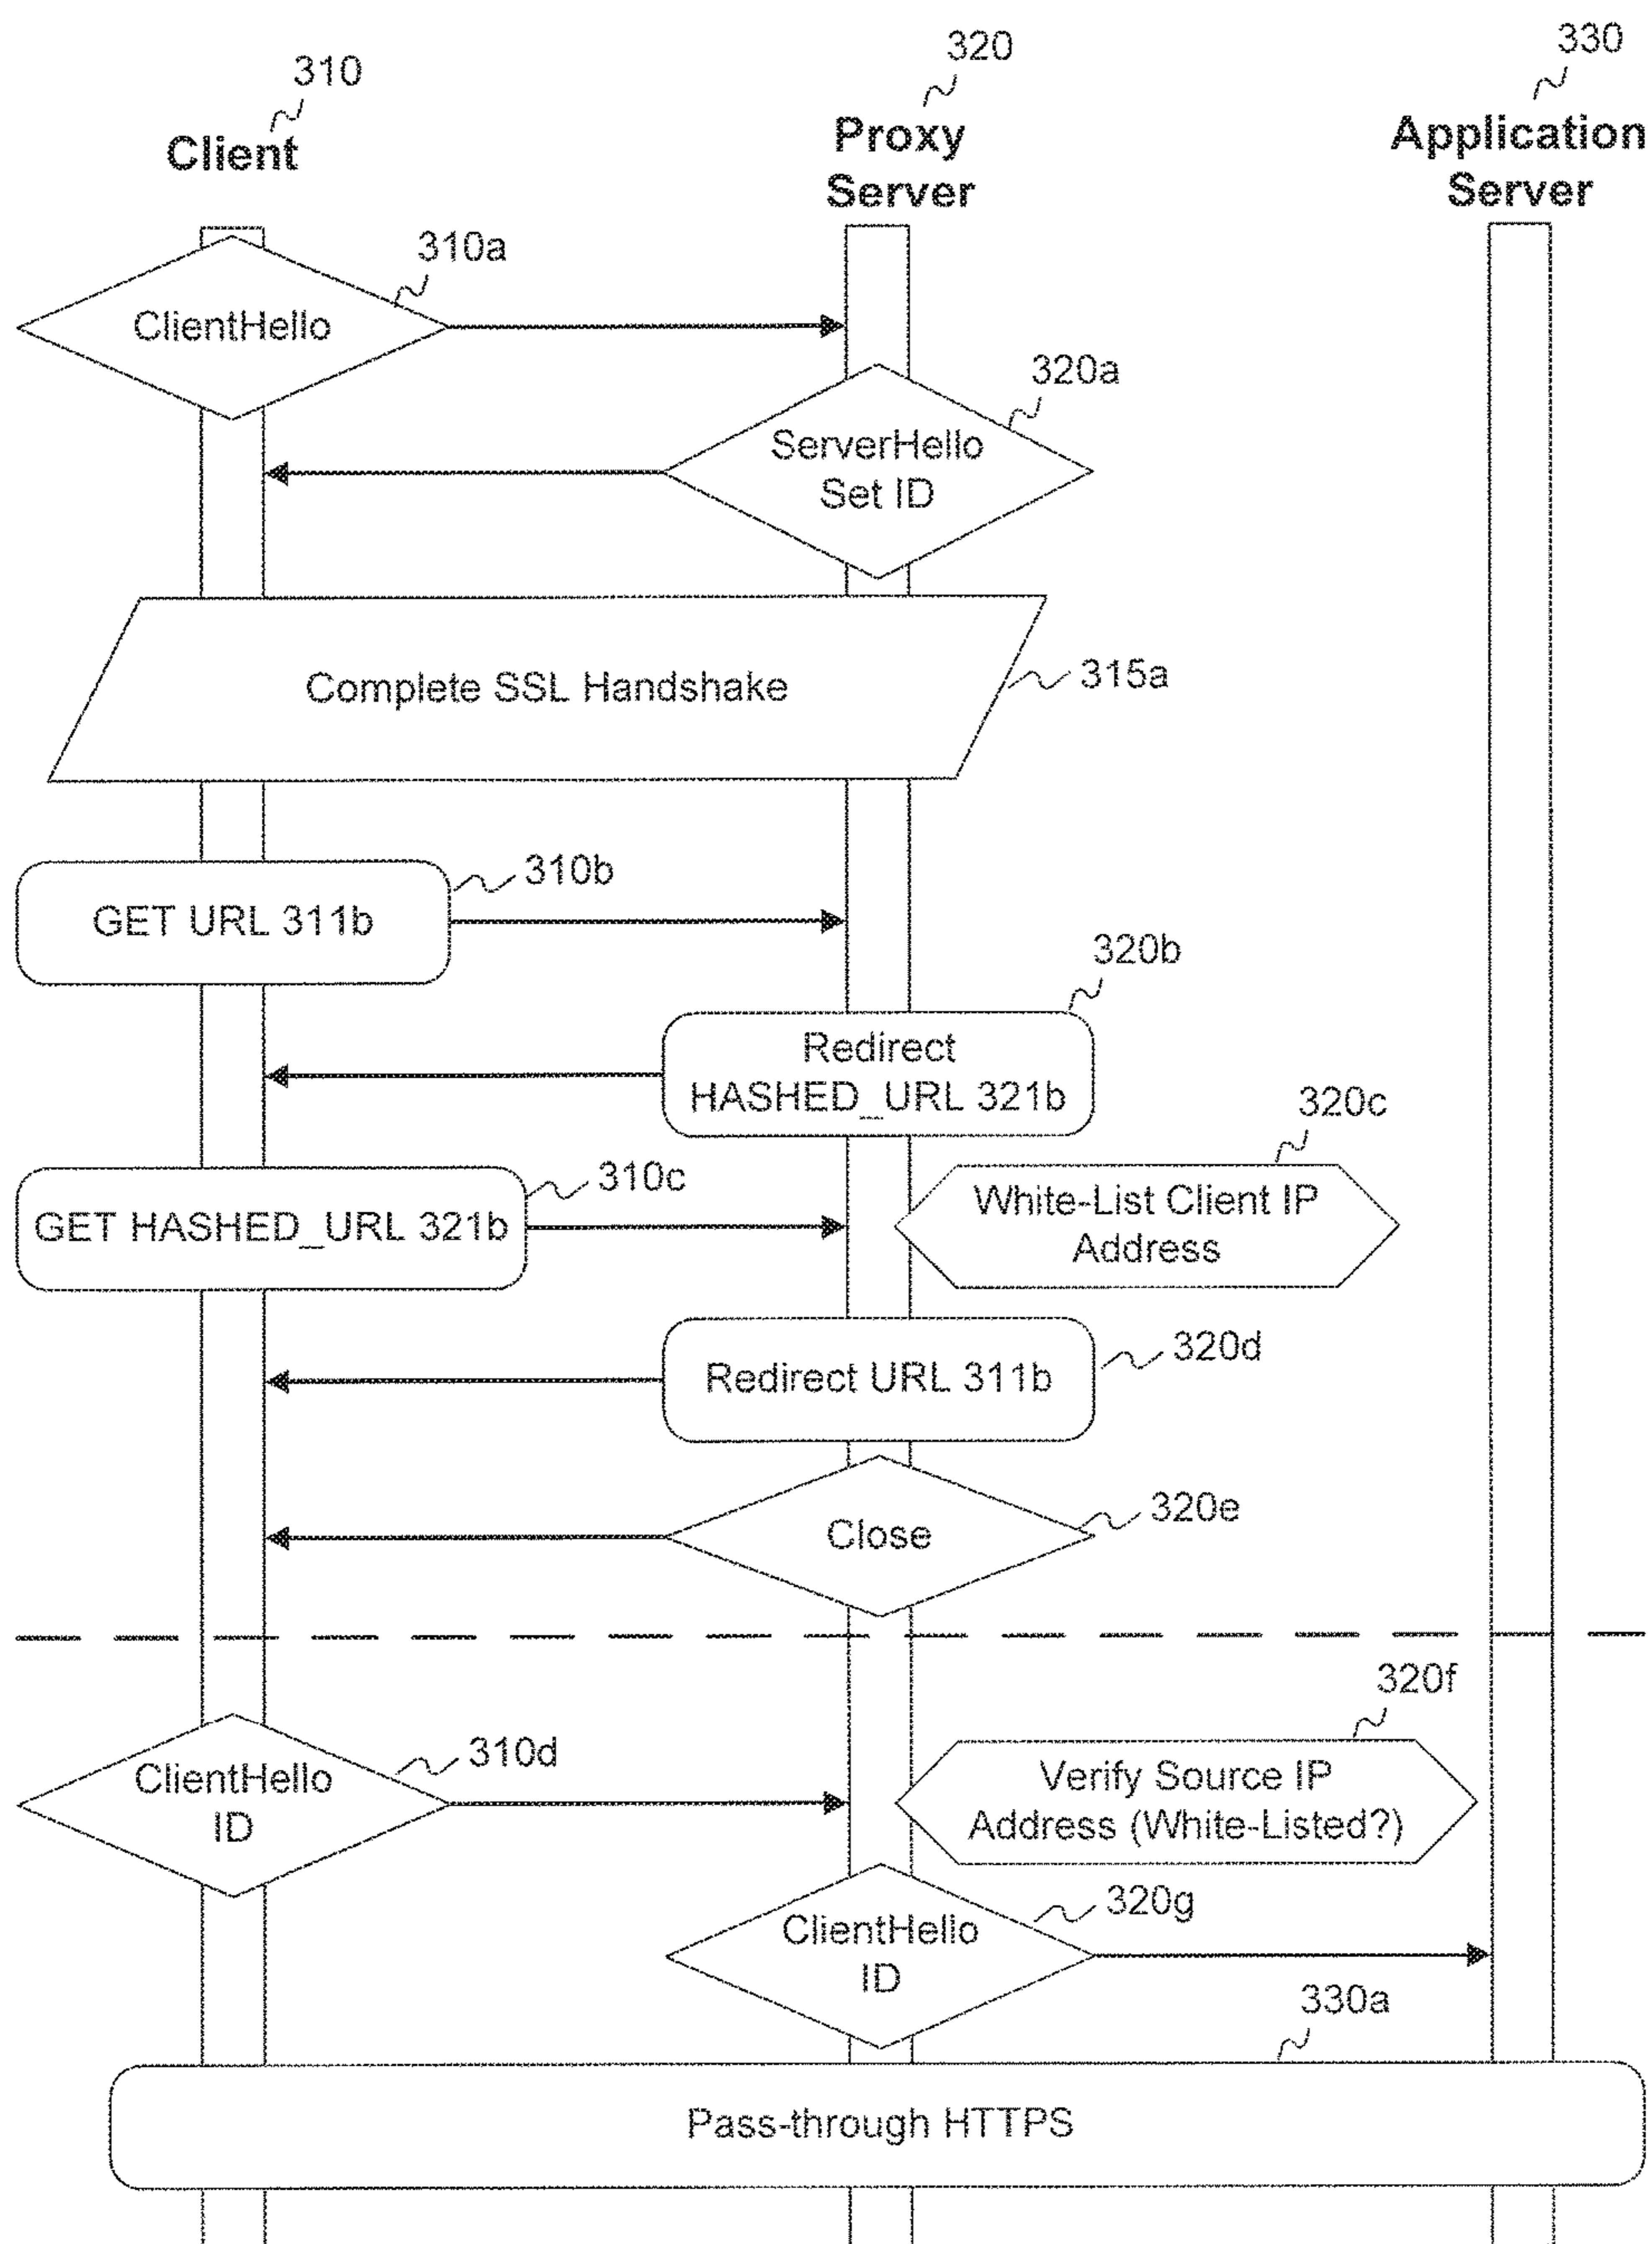 310
320
330
Client
Proxy
Server
Application
Server
310a
ClientHello
320a
ServerHello
Set ID
Complete SSL Handshake
315a
310b
GET URL 311b
320b
Redirect
HASHED_URL 321b
320c
310c
GET HASHED_URL 321b
White-List Client IP
Address
320d
Redirect URL 311b
320e
Close
320f
310d
ClientHello
ID
Verify Source IP
Address (White-Listed?)
320g
ClientHello
ID
330a
Pass-through HTTPS